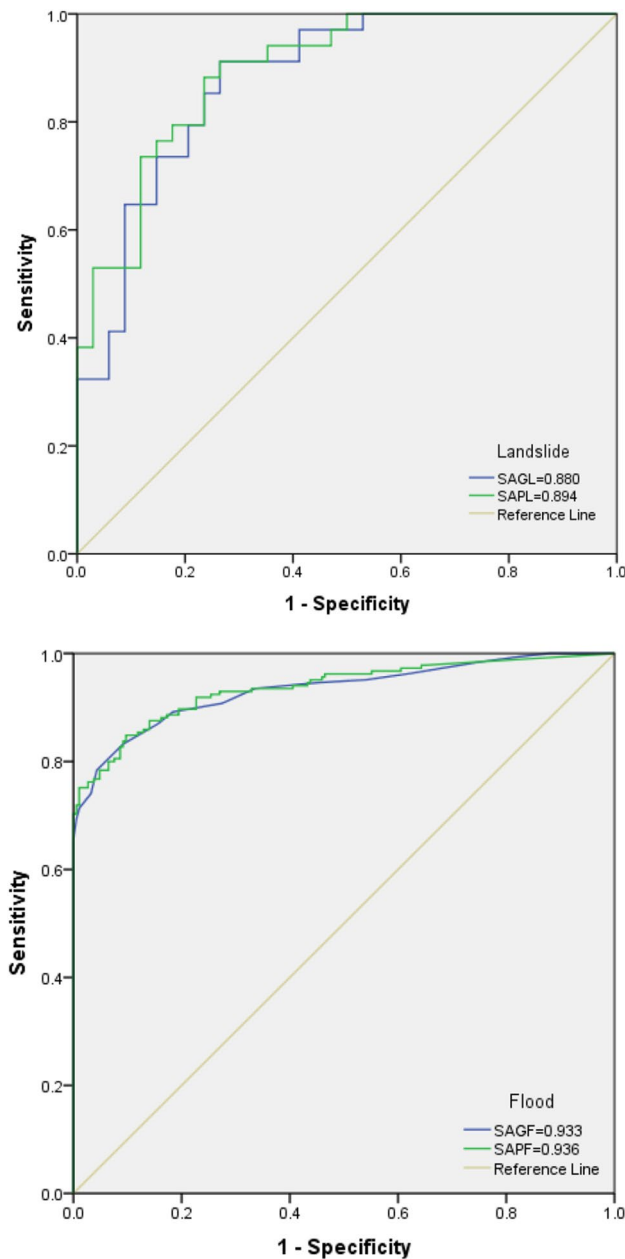 1.0
0.8
0.6
0.4
0.2
0.0
Sensitivity
Landslide
SAGL=0.880
SAPL=0.894
Reference Line
0.0 0.2 0.4 0.6 0.8 1.0
1 - Specificity
1.0
0.8
0.6
0.4
0.2
0.0
Sensitivity
Flood
SAGF=0.933
SAPF=0.936
Reference Line
0.0 0.2 0.4 0.6 0.8 1.0
1 - Specificity